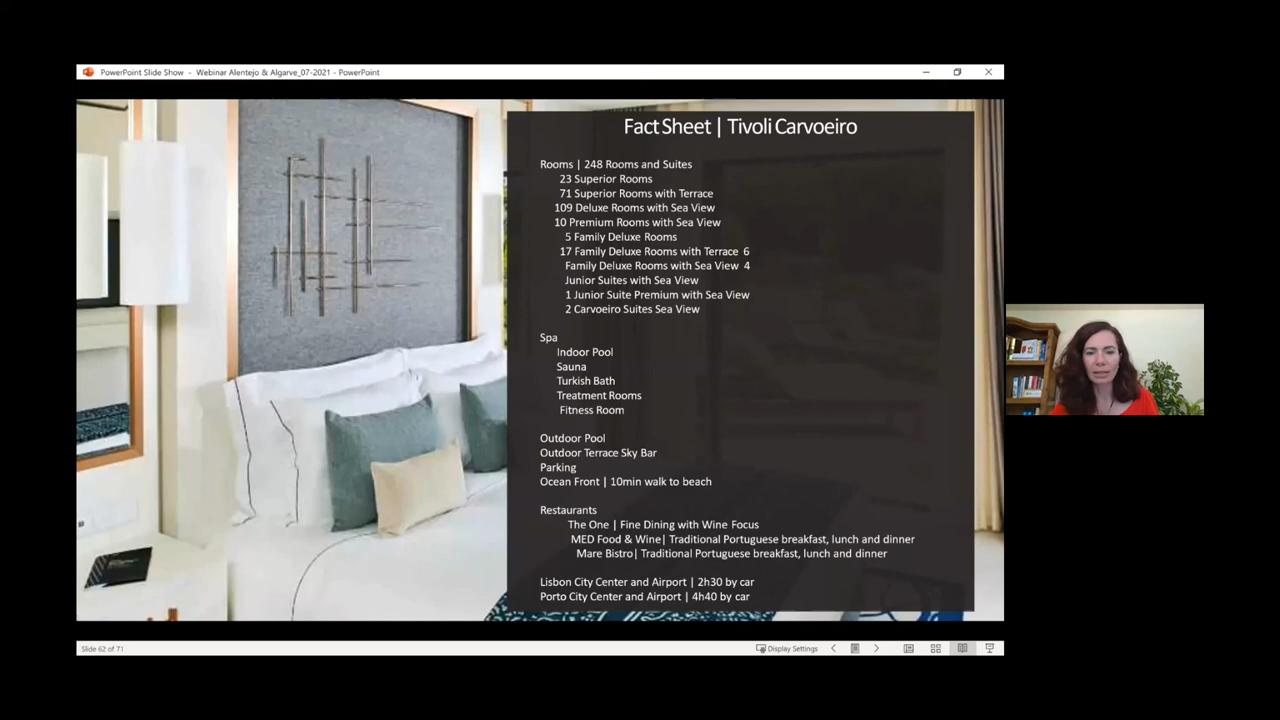 PowerPoint Slide Show - Webinar Alentejo & Algarve_07-2021 - PowerPoint
Fact Sheet | Tivoli Carvoeiro
Rooms | 248 Rooms and Suites
23 Superior Rooms
71 Superior Rooms with Terrace
109 Deluxe Rooms with Sea View
10 Premium Rooms with Sea View
5 Family Deluxe Rooms
17 Family Deluxe Rooms with Terrace 6
Family Deluxe Rooms with Sea View 4
Junior Suites with Sea View
1 Junior Suite Premium with Sea View
2 Carvoeiro Suites Sea View
Spa
Indoor Pool
Sauna
Turkish Bath
Treatment Rooms
Fitness Room
Outdoor Pool
Outdoor Terrace Sky Bar
Parking
Ocean Front | 10min walk to beach
Restaurants
The One | Fine Dining with Wine Focus
MED Food & Wine| Traditional Portuguese breakfast, lunch and dinner
Mare Bistro| Traditional Portuguese breakfast, lunch and dinner
Lisbon City Center and Airport | 2h30 by car
Porto City Center and Airport | 4h40 by car
Slide 62 of 71
Display Settings